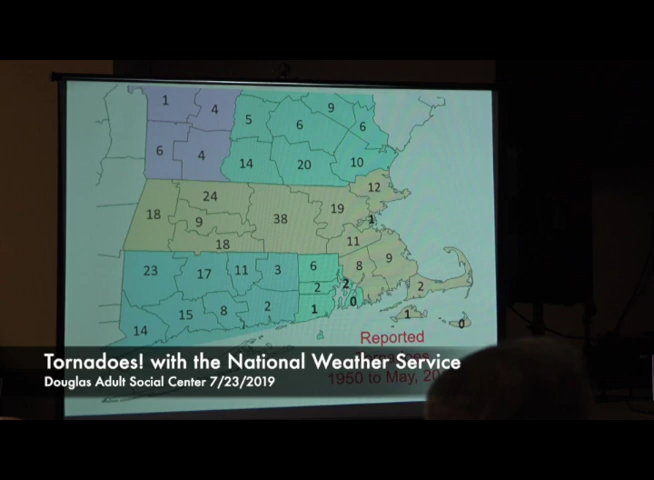 1 4 5 6 9 6
6 4 14 20 10
18 24 9 18 38 19 12 1
11
23 17 11 3 6 8 9
2 2 2
14 15 8 2 1 0 1 0
Reported
1950 to May, 20
Tornadoes! with the National Weather Service
Douglas Adult Social Center 7/23/2019